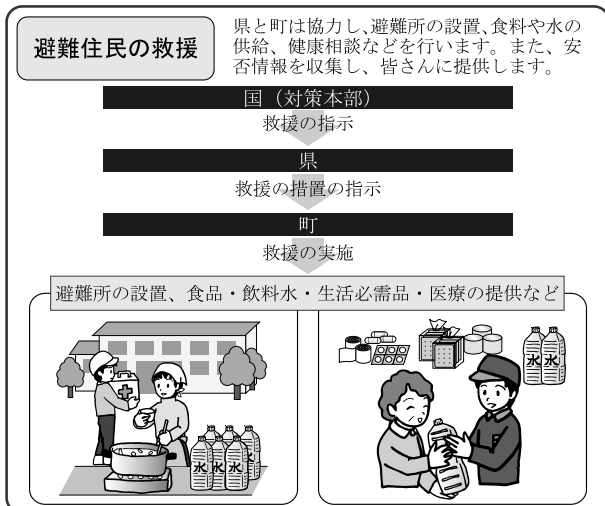 避難住民の救援
県と町は協力し、避難所の設置、食料や水の
供給、健康相談などを行います。また、安
否情報を収集し、皆さんに提供します。
国（対策本部）
救援の指示
県
救援の措置の指示
町
救援の実施
避難所の設置、食品・飲料水・生活必需品・医療の提供など
水
水
水
水
水